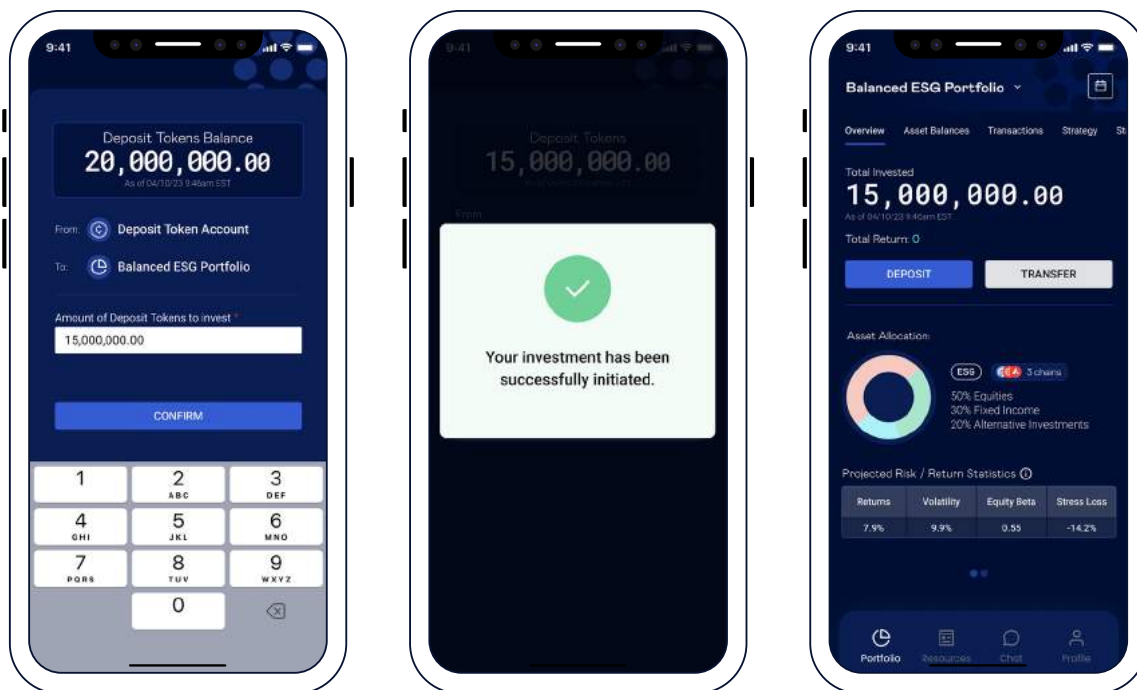 9:41
Deposit Tokens Balance
20,000,000.00
As of 04/10/23 9:46am EST
From: Deposit Token Account
To: Balanced ESG Portfolio
Amount of Deposit Tokens to invest *
15,000,000.00
CONFIRM
1
2
ABC
3
DEF
4
GHI
5
JKL
6
MNO
7
PQRS
8
TUV
9
WXYZ
0
9:41
Deposit Tokens
15,000,000.00
From
Your investment has been
successfully initiated.
9:41
Balanced ESG Portfolio
Overview Asset Balances Transactions Strategy St
Total Invested
15,000,000.00
As of 04/10/23 9:46am EST
Total Return: 0
DEPOSIT TRANSFER
Asset Allocation:
ESG 3 chains
50% Equities
30% Fixed Income
20% Alternative Investments
Projected Risk / Return Statistics
Returns Volatility Equity Beta Stress Loss
7.9% 9.9% 0.55 -14.2%
Portfolio Resources Chat Profile